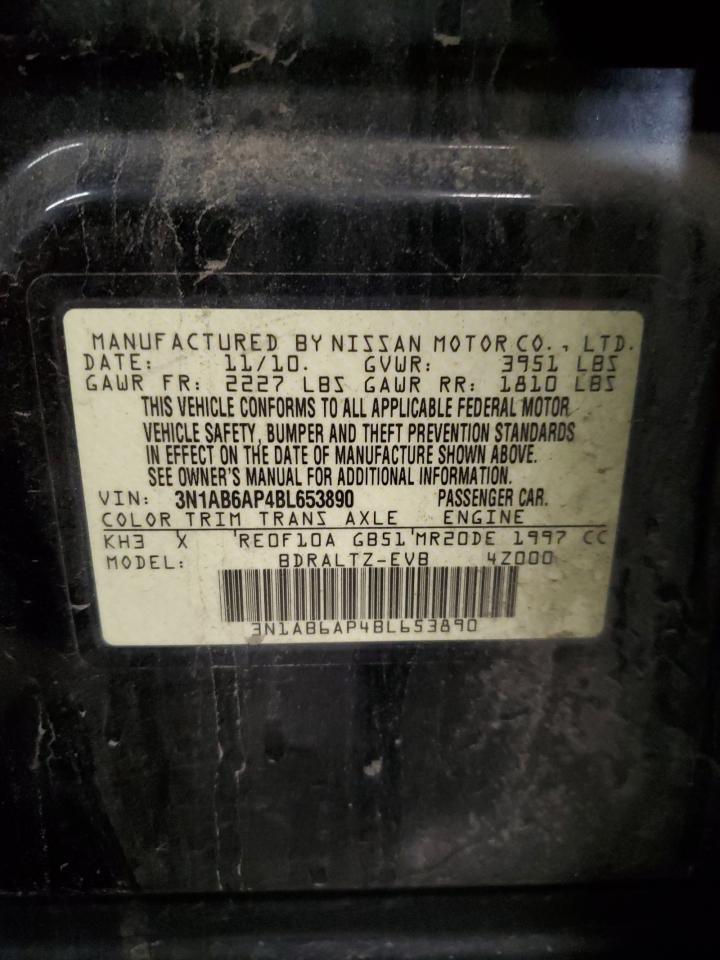 MANUFACTURED BY NISSAN MOTOR CO., LTD.
DATE: 11/10. GVWR: 3951 LBS
GAWR FR: 2227 LBS GAWR RR: 1810 LBS
THIS VEHICLE CONFORMS TO ALL APPLICABLE FEDERAL MOTOR
VEHICLE SAFETY, BUMPER AND THEFT PREVENTION STANDARDS
IN EFFECT ON THE DATE OF MANUFACTURE SHOWN ABOVE.
SEE OWNER'S MANUAL FOR ADDITIONAL INFORMATION.
VIN: 3N1AB6AP4BL653890 PASSENGER CAR.
COLOR TRIM TRANS AXLE ENGINE
KH3 X RE0F10A GB51 MR20DE 1997 CC
MODEL: BDRALTZ-EVB 4Z000
3N1AB6AP4BL653890